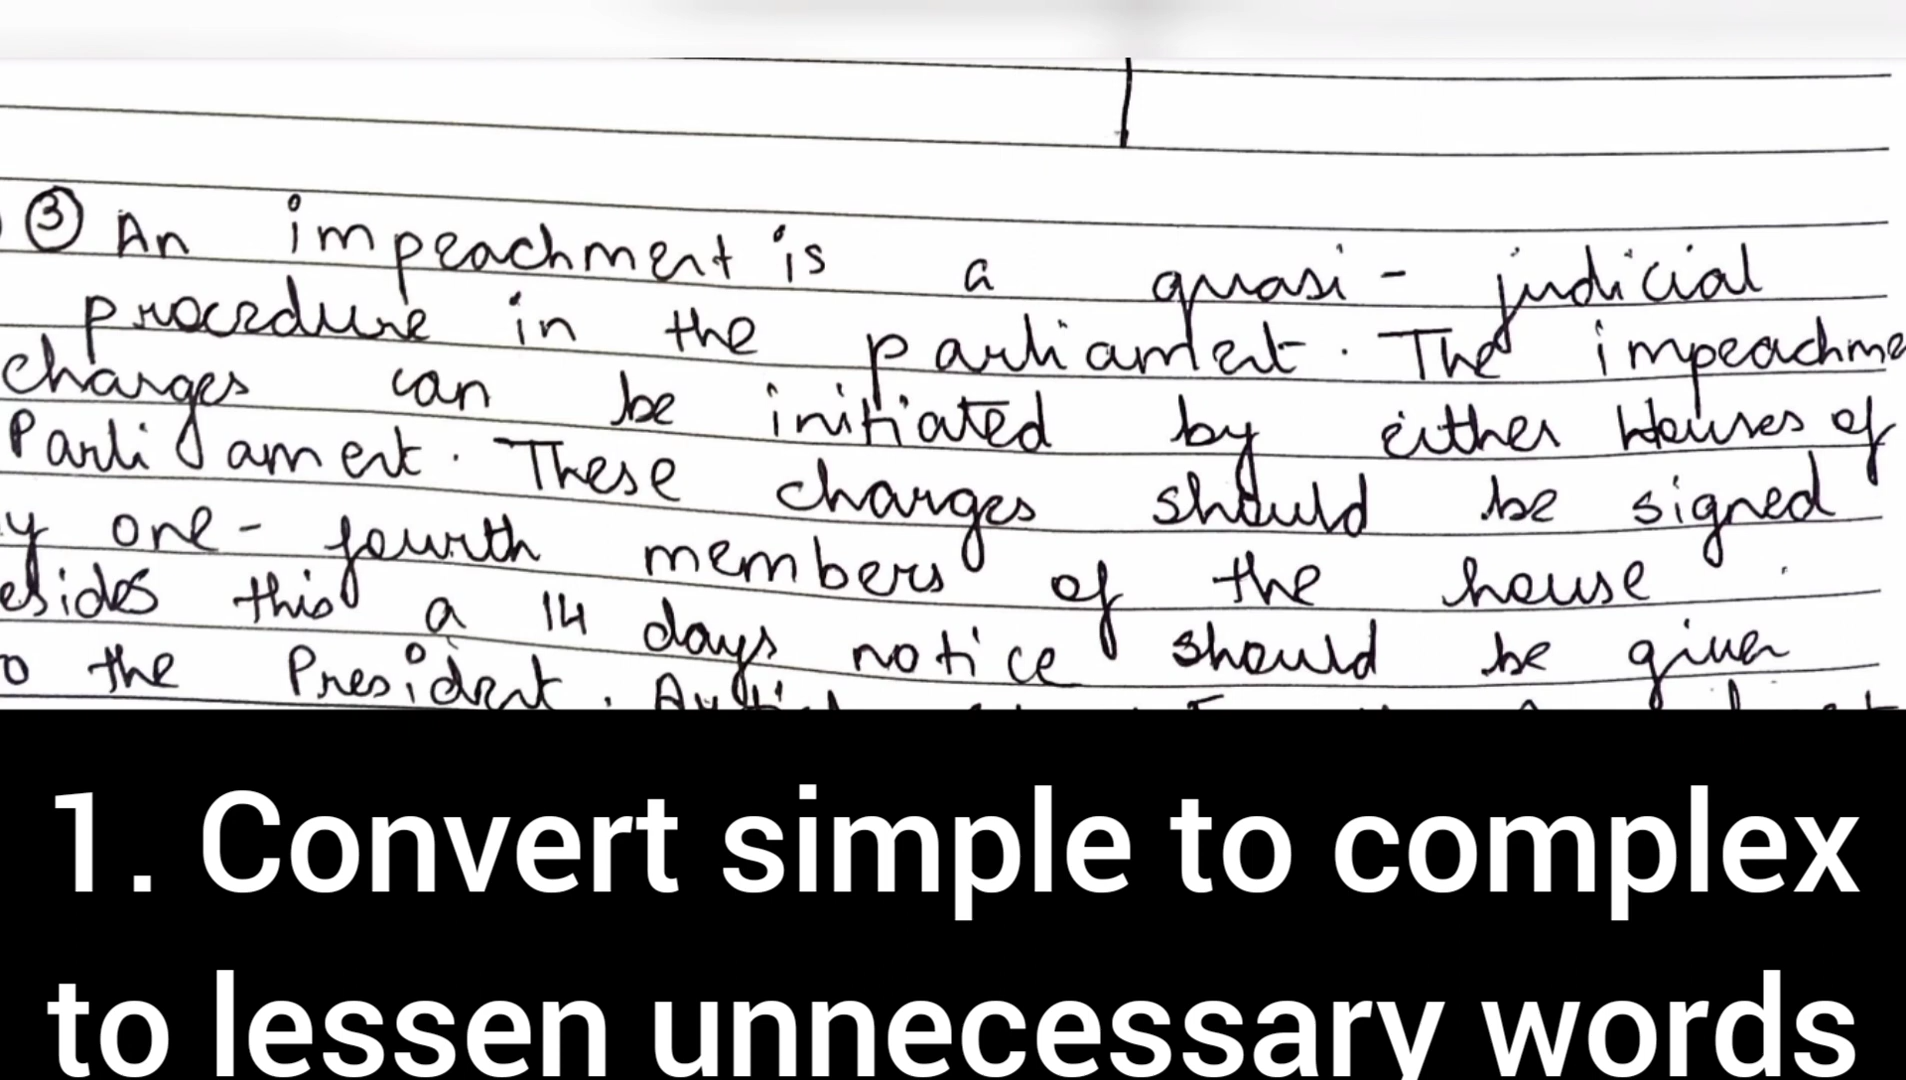 ③ An impeachment is a quasi - judicial
procedure in the parliament. The impeachme
charges can be initiated by either Houses of
Parliament. These charges should be signed
y one - fourth members of the house.
esides this a 14 days notice should be given
o the President.
1. Convert simple to complex
to lessen unnecessary words